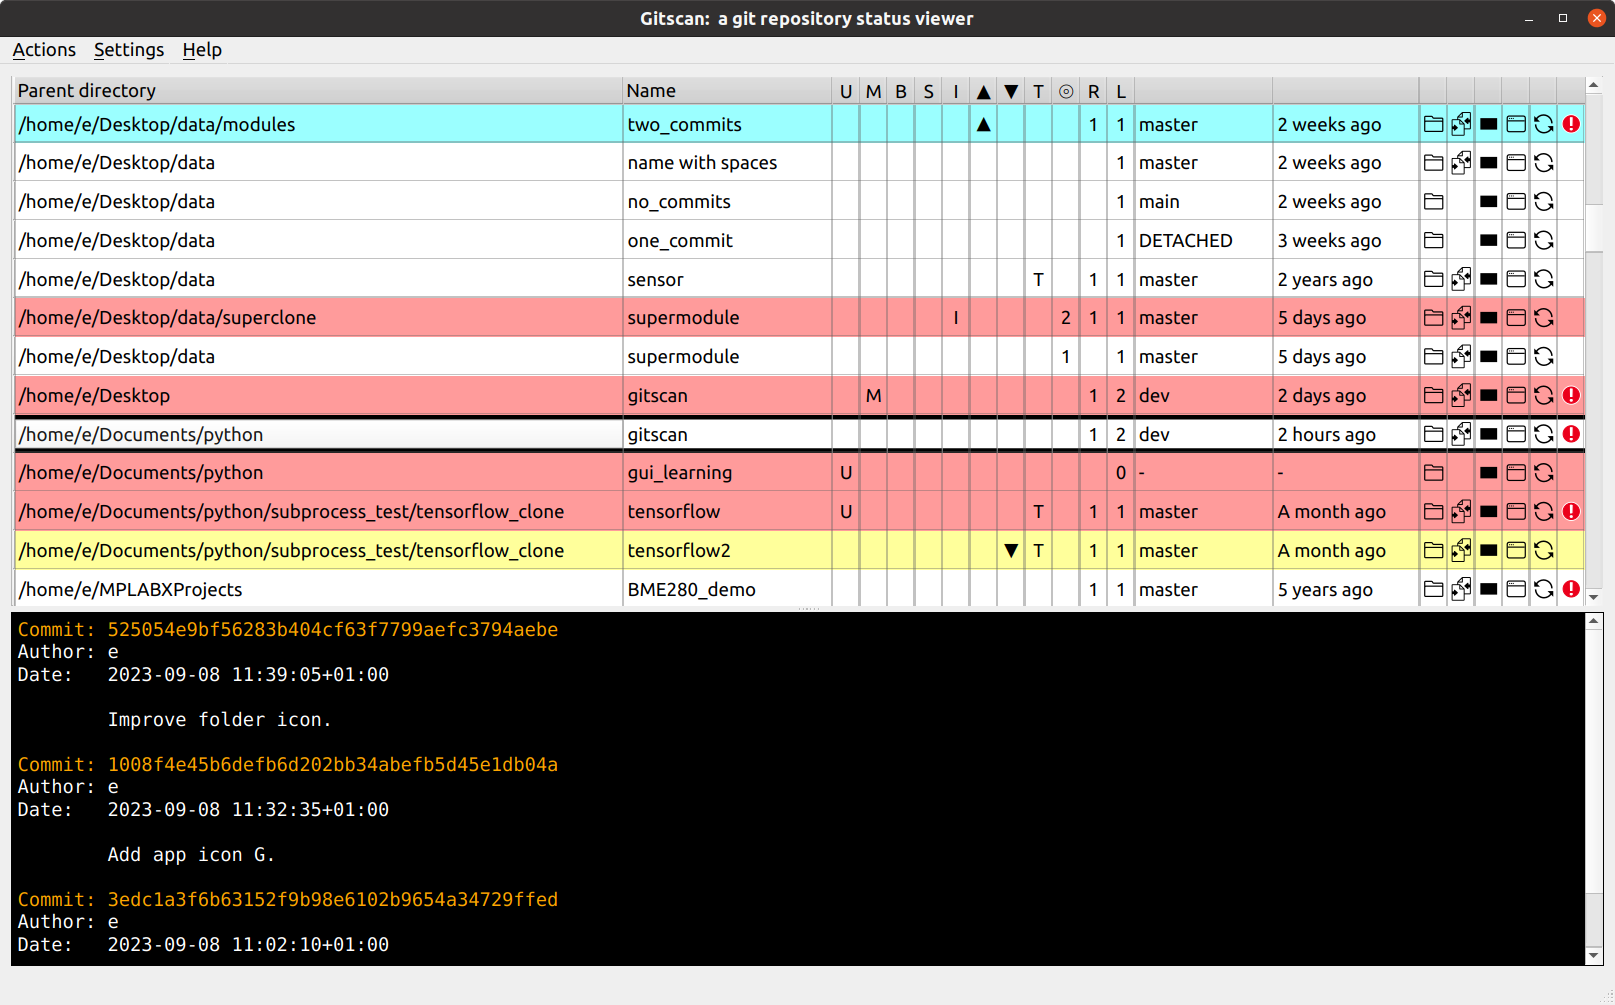 Gitscan: a git repository status viewer
Actions Settings Help
Parent directory Name U M B S I ▲ ▼ T ◎ R L
/home/e/Desktop/data/modules two_commits ▲ 1 1 master 2 weeks ago
/home/e/Desktop/data name with spaces 1 master 2 weeks ago
/home/e/Desktop/data no_commits 1 main 2 weeks ago
/home/e/Desktop/data one_commit 1 DETACHED 3 weeks ago
/home/e/Desktop/data sensor T 1 1 master 2 years ago
/home/e/Desktop/data/superclone supermodule I 2 1 1 master 5 days ago
/home/e/Desktop/data supermodule 1 1 master 5 days ago
/home/e/Desktop gitscan M 1 2 dev 2 days ago
/home/e/Documents/python gitscan 1 2 dev 2 hours ago
/home/e/Documents/python gui_learning U 0 - -
/home/e/Documents/python/subprocess_test/tensorflow_clone tensorflow U T 1 1 master A month ago
/home/e/Documents/python/subprocess_test/tensorflow_clone tensorflow2 ▼ T 1 1 master A month ago
/home/e/MPLABXProjects BME280_demo 1 1 master 5 years ago
Commit: 525054e9bf56283b404cf63f7799aefc3794aebe
Author: e
Date: 2023-09-08 11:39:05+01:00
Improve folder icon.
Commit: 1008f4e45b6defb6d202bb34abefb5d45e1db04a
Author: e
Date: 2023-09-08 11:32:35+01:00
Add app icon G.
Commit: 3edc1a3f6b63152f9b98e6102b9654a34729ffed
Author: e
Date: 2023-09-08 11:02:10+01:00